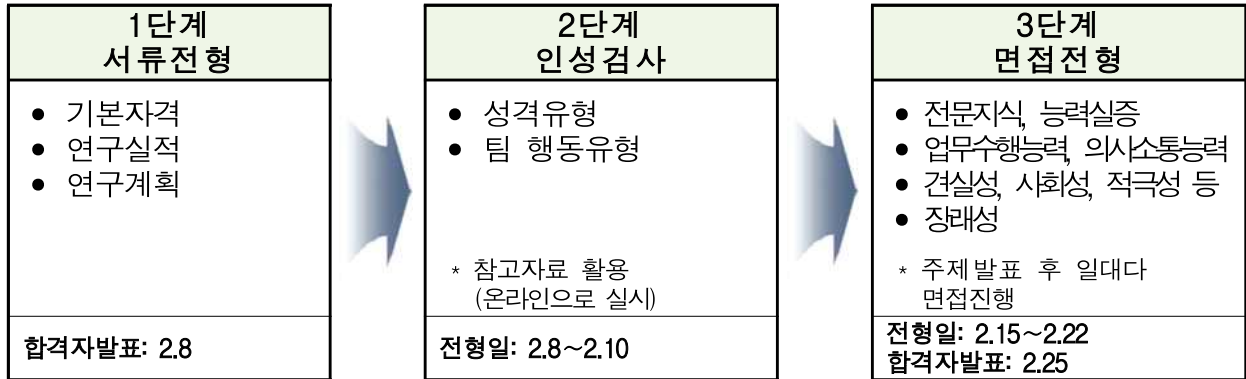 1단계
서류전형
● 기본자격
● 연구실적
● 연구계획
합격자발표: 2.8
2단계
인성검사
● 성격유형
● 팀 행동유형
* 참고자료 활용
(온라인으로 실시)
전형일: 2.8~2.10
3단계
면접전형
● 전문지식, 능력실증
● 업무수행능력, 의사소통능력
● 견실성, 사회성, 적극성 등
● 장래성
* 주제발표 후 일대다
면접진행
전형일: 2.15~2.22
합격자발표: 2.25